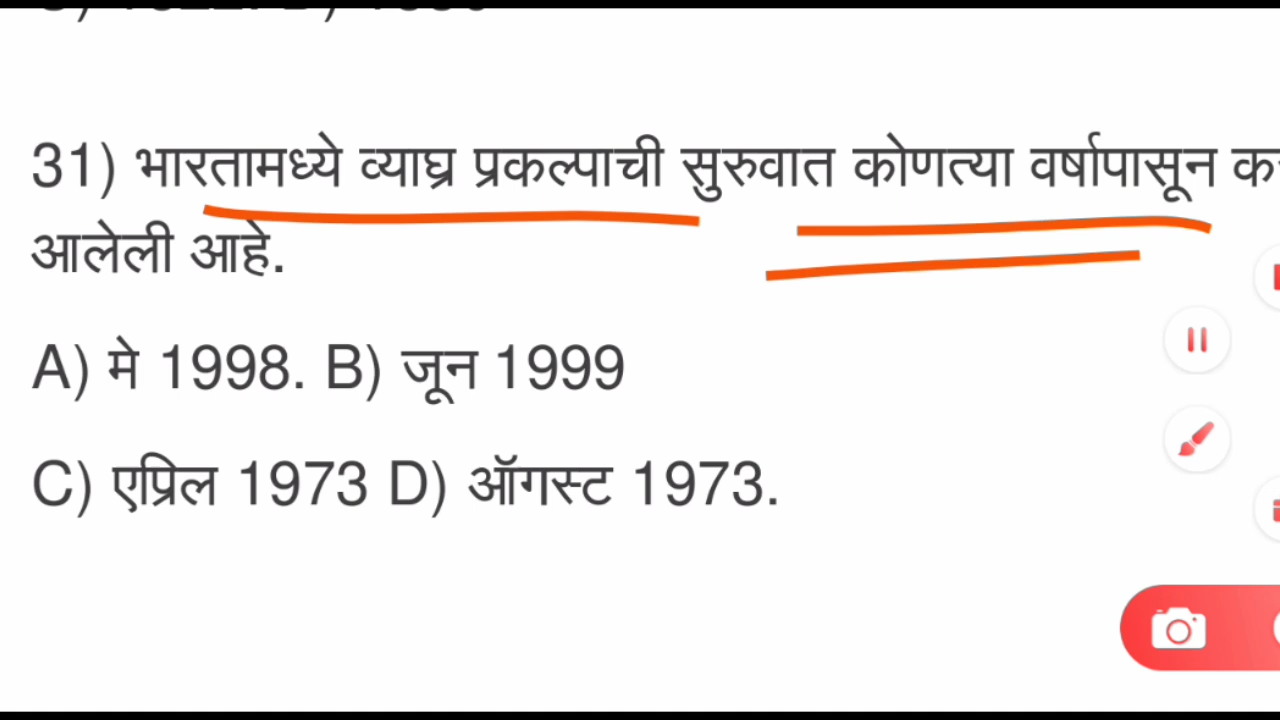 31) भारतामध्ये व्याघ्र प्रकल्पाची सुरुवात कोणत्या वर्षापासून
आलेली आहे.
A) मे 1998. B) जून 1999
C) एप्रिल 1973 D) ऑगस्ट 1973.